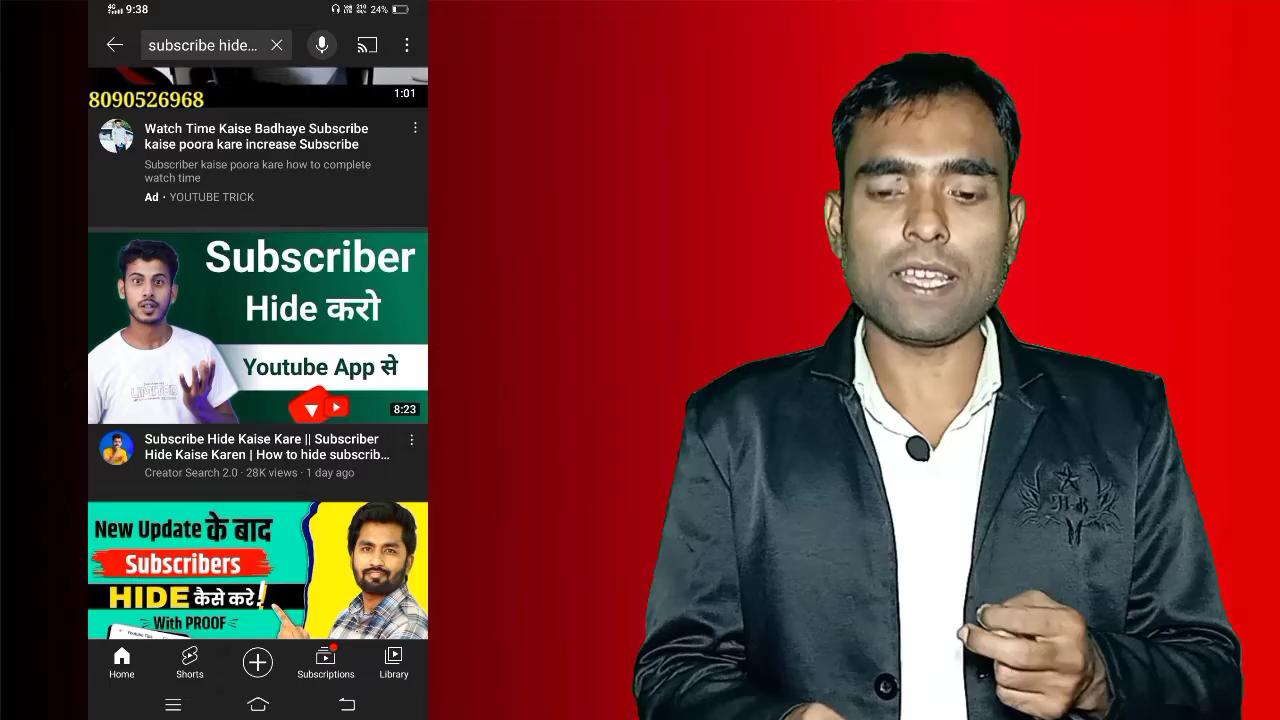 4G 9:38 24%
subscribe hide...
8090526968
1:01
Watch Time Kaise Badhaye Subscribe
kaise poora kare increase Subscribe
Subscriber kaise poora kare how to complete
watch time
Ad · YOUTUBE TRICK
Subscriber
Hide करो
Youtube App से
8:23
Subscribe Hide Kaise Kare || Subscriber
Hide Kaise Karen | How to hide subscrib...
Creator Search 2.0 · 28K views · 1 day ago
New Update के बाद
Subscribers
HIDE कैसे करे!
With PROOF
Home
Shorts
Subscriptions
Library